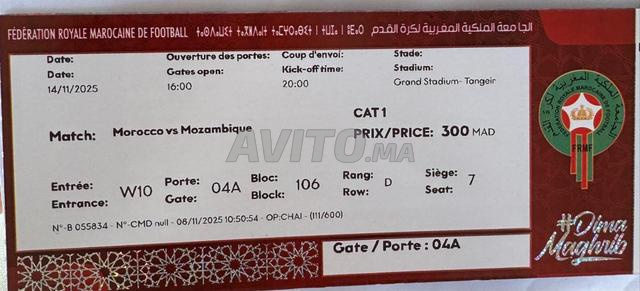 FÉDÉRATION ROYALE MAROCAINE DE FOOTBALL الجامعة الملكية المغربية لكرة القدم
Date: Ouverture des portes: Coup d'envoi: Stade:
Date: Gates open: Kick-off time: Stadium:
14/11/2025 16:00 20:00 Grand Stadium- Tangeir
CAT 1
Match: Morocco vs Mozambique PRIX/PRICE: 300 MAD
AVITO.MA
Entrée: Porte: Bloc: Rang: Siège:
W10 04A 106 D 7
Entrance: Gate: Block: Row: Seat:
N°-B 055834 - N°-CMD null - 08/11/2025 10:50:54 - OP:CHAI - (111/600)
Gate / Porte : 04A
FRMF
#Dima
Maghrib